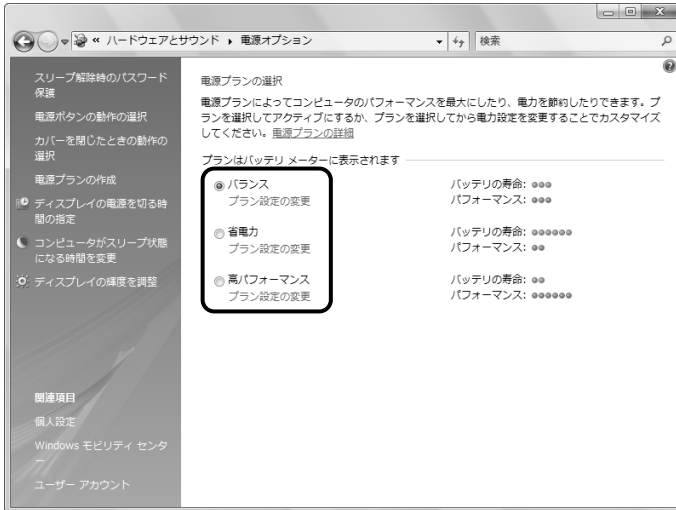 « ハードウェアとサウンド ▸ 電源オプション
検索
スリープ解除時のパスワード
保護
電源ボタンの動作の選択
カバーを閉じたときの動作の
選択
電源プランの作成
ディスプレイの電源を切る時
間の指定
コンピュータがスリープ状態
になる時間を変更
ディスプレイの輝度を調整
関連項目
個人設定
Windows モビリティ センタ
ー
ユーザー アカウント
電源プランの選択
電源プランによってコンピュータのパフォーマンスを最大にしたり、電力を節約したりできます。プ
ランを選択してアクティブにするか、プランを選択してから電力設定を変更することでカスタマイズ
してください。電源プランの詳細
プランはバッテリ メーターに表示されます
バランス
プラン設定の変更
バッテリの寿命:
パフォーマンス:
省電力
プラン設定の変更
バッテリの寿命:
パフォーマンス:
高パフォーマンス
プラン設定の変更
バッテリの寿命:
パフォーマンス: